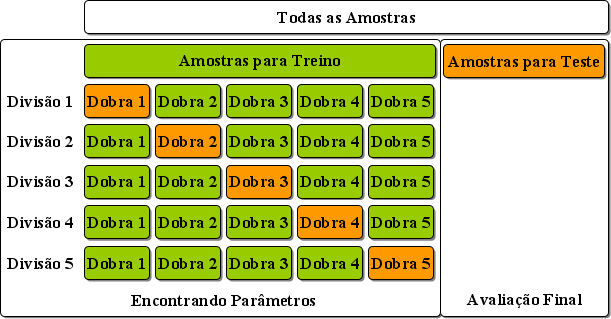 Todas as Amostras
Amostras para Treino Amostras para Teste
Divisão 1 Dobra 1 Dobra 2 Dobra 3 Dobra 4 Dobra 5
Divisão 2 Dobra 1 Dobra 2 Dobra 3 Dobra 4 Dobra 5
Divisão 3 Dobra 1 Dobra 2 Dobra 3 Dobra 4 Dobra 5
Divisão 4 Dobra 1 Dobra 2 Dobra 3 Dobra 4 Dobra 5
Divisão 5 Dobra 1 Dobra 2 Dobra 3 Dobra 4 Dobra 5
Encontrando Parâmetros Avaliação Final